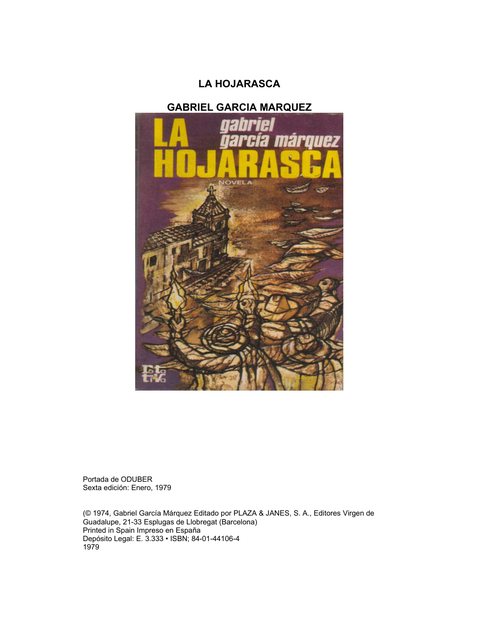 LA HOJARASCA
GABRIEL GARCIA MARQUEZ
gabriel
garcía márquez
LA
HOJARASCA
NOVELA
Portada de ODUBER
Sexta edición: Enero, 1979
(© 1974, Gabriel García Márquez Editado por PLAZA & JANES, S. A., Editores Virgen de
Guadalupe, 21-33 Esplugas de Llobregat (Barcelona)
Printed in Spain Impreso en España
Depósito Legal: E. 3.333 • ISBN; 84-01-44106-4
1979